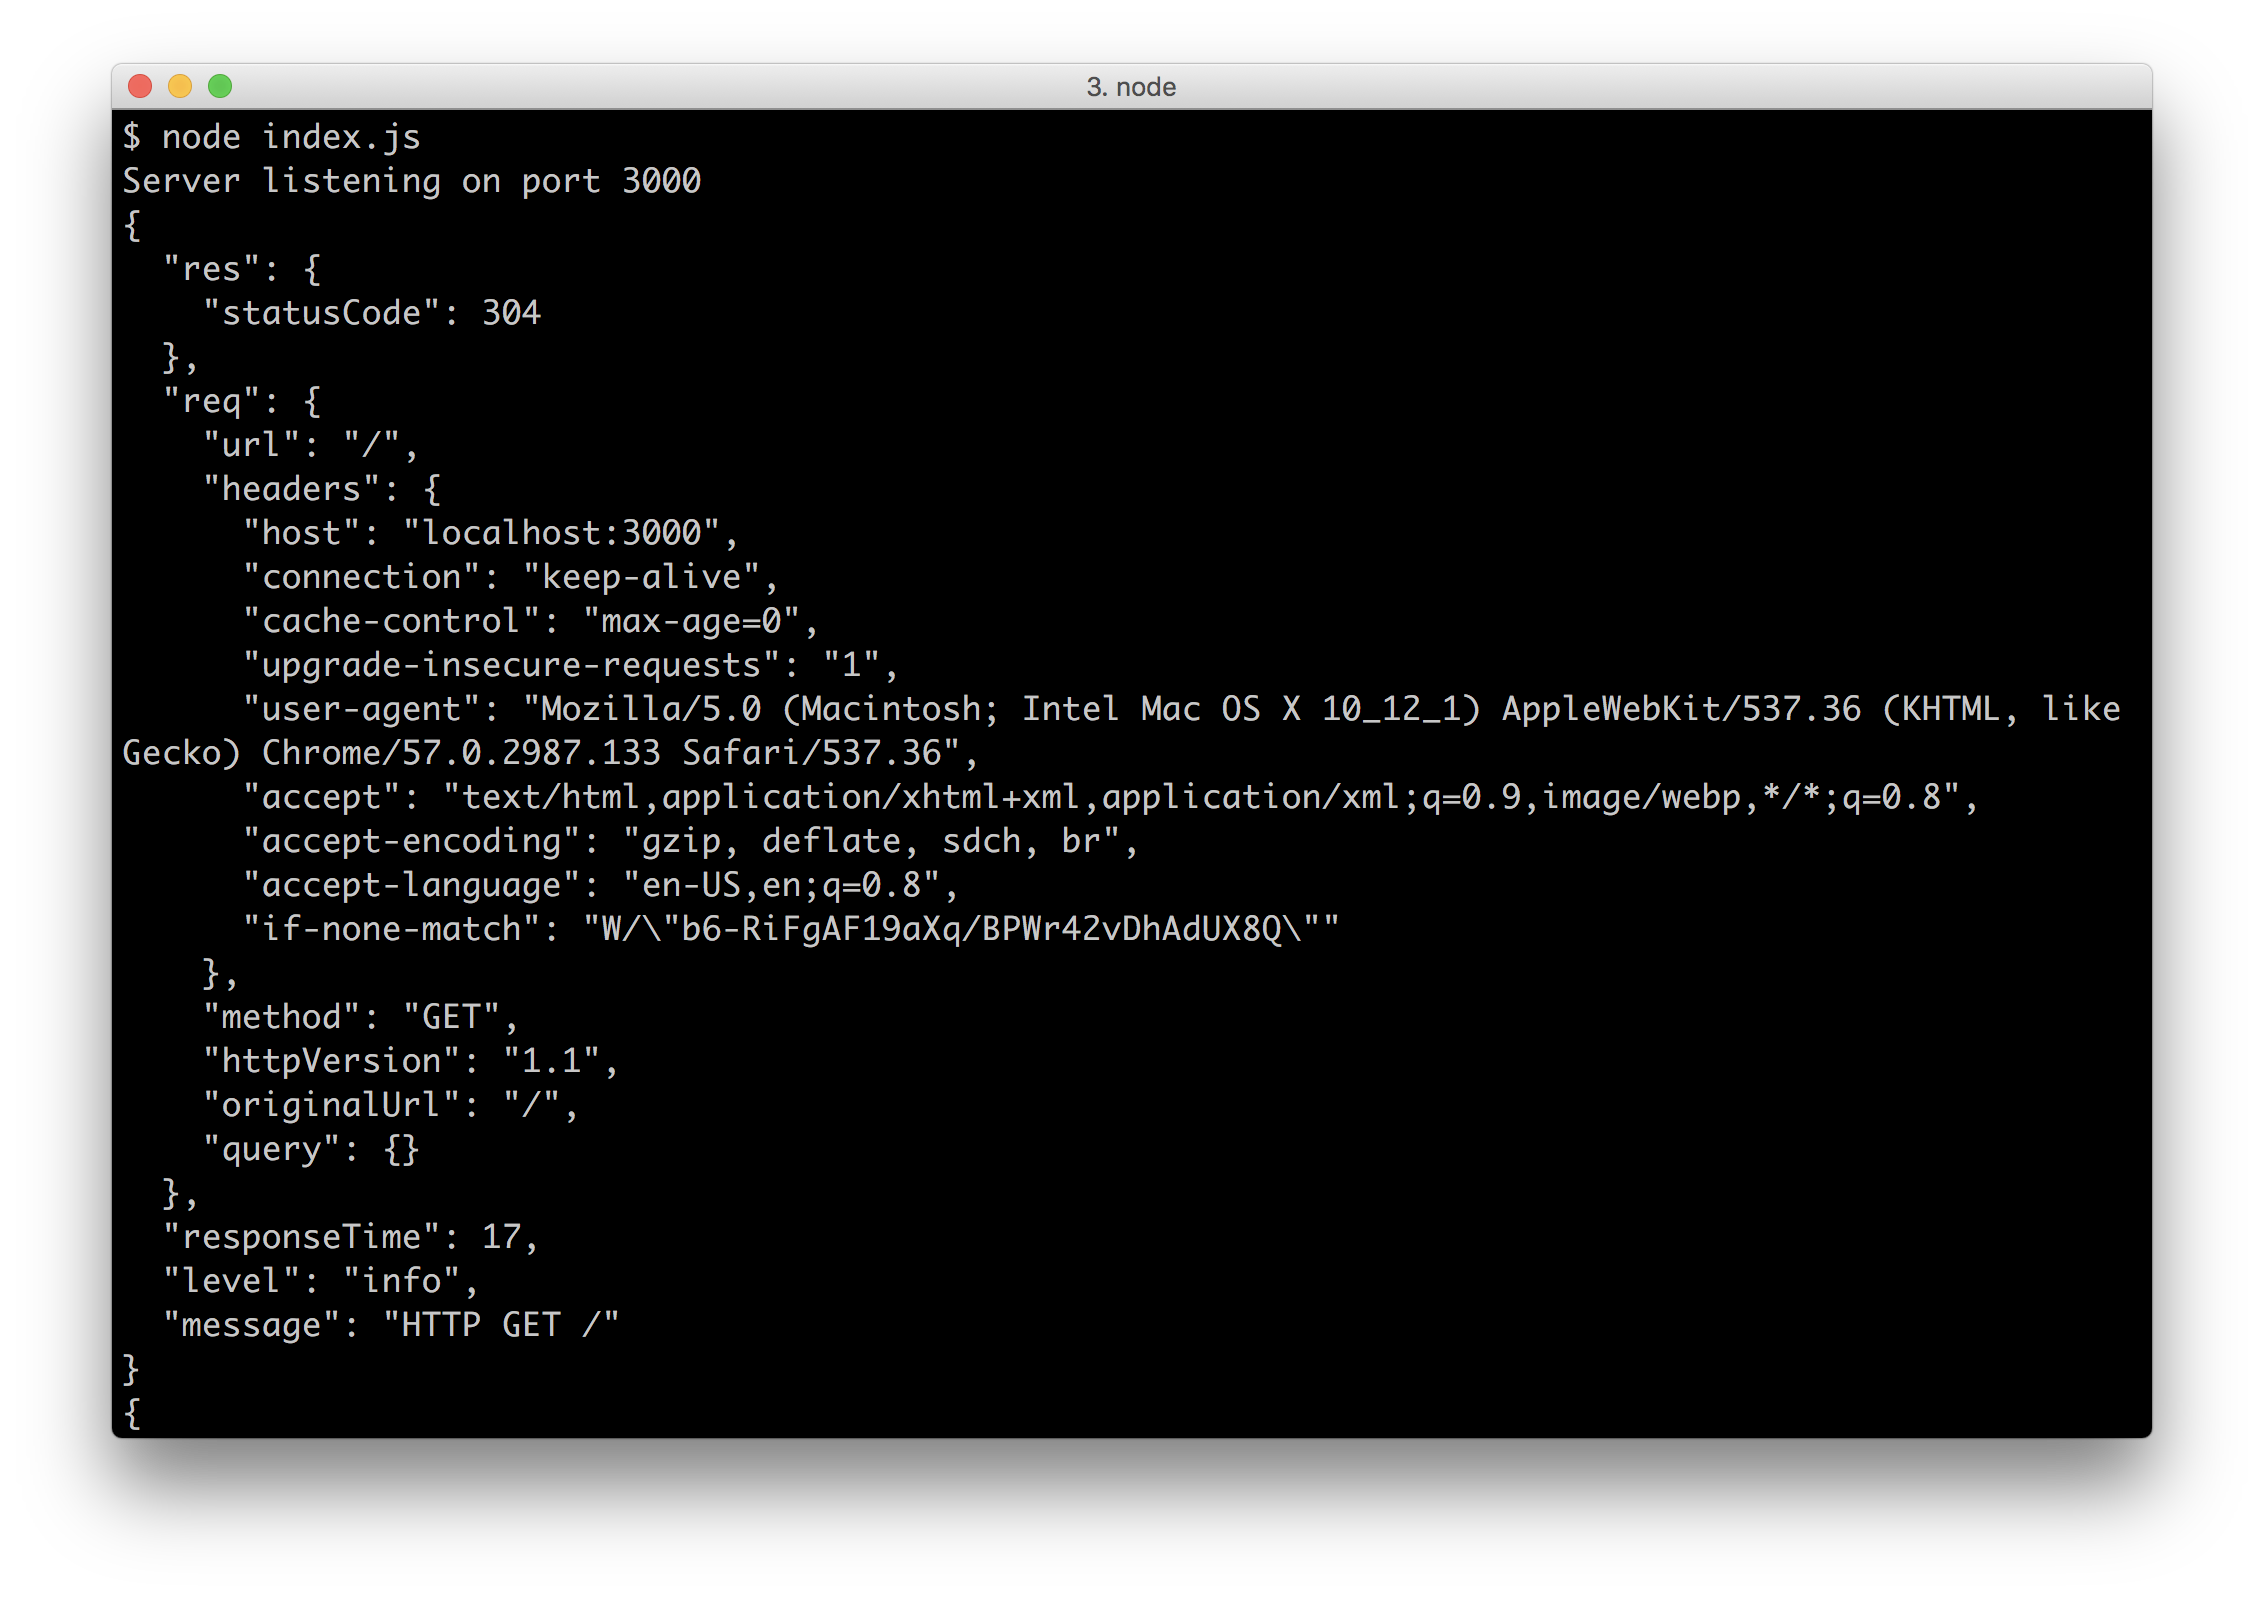 3. node
$ node index.js
Server listening on port 3000
{
  "res": {
    "statusCode": 304
  },
  "req": {
    "url": "/",
    "headers": {
      "host": "localhost:3000",
      "connection": "keep-alive",
      "cache-control": "max-age=0",
      "upgrade-insecure-requests": "1",
      "user-agent": "Mozilla/5.0 (Macintosh; Intel Mac OS X 10_12_1) AppleWebKit/537.36 (KHTML, like
Gecko) Chrome/57.0.2987.133 Safari/537.36",
      "accept": "text/html,application/xhtml+xml,application/xml;q=0.9,image/webp,*/*;q=0.8",
      "accept-encoding": "gzip, deflate, sdch, br",
      "accept-language": "en-US,en;q=0.8",
      "if-none-match": "W/\"b6-RiFgAF19aXq/BPWr42vDhAdUX8Q\""
    },
    "method": "GET",
    "httpVersion": "1.1",
    "originalUrl": "/",
    "query": {}
  },
  "responseTime": 17,
  "level": "info",
  "message": "HTTP GET /"
}
{